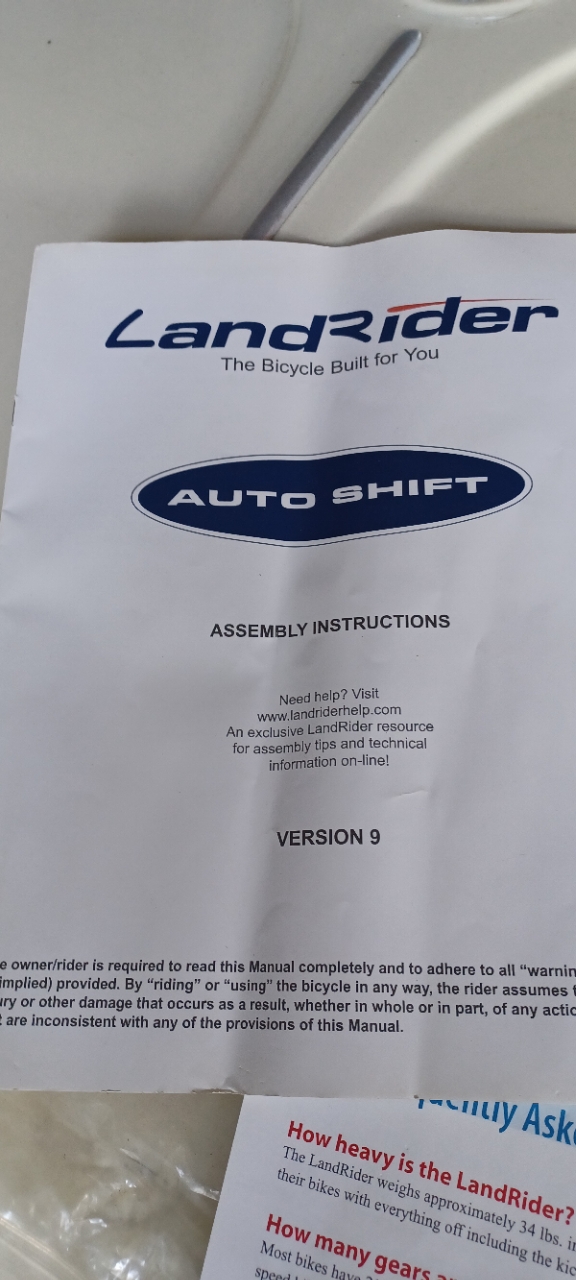 LandRider
The Bicycle Built for You
AUTO SHIFT
ASSEMBLY INSTRUCTIONS
Need help? Visit
www.landriderhelp.com
An exclusive LandRider resource
for assembly tips and technical
information on-line!
VERSION 9
owner/rider is required to read this Manual completely and to adhere to all "warnin
implied) provided. By "riding" or "using" the bicycle in any way, the rider assumes
ury or other damage that occurs as a result, whether in whole or in part, of any actio
are inconsistent with any of the provisions of this Manual.
How heavy is the LandRider?
The LandRider weighs approximately 34 lbs.
their bikes with everything off including the
How many gears
Most bikes have